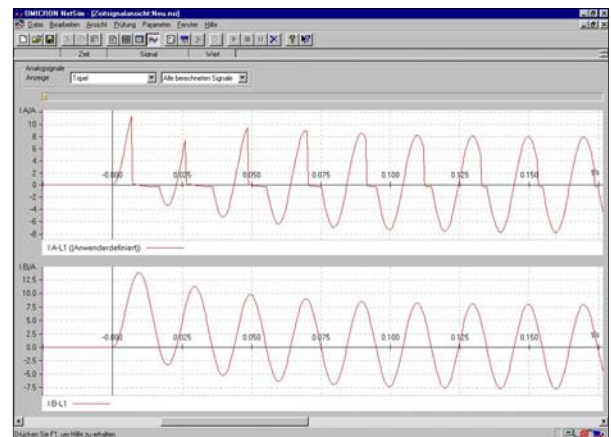 OMICRON NetSim - [Zeitsignalansicht:Neu.nsi]
Datei Bearbeiten Ansicht Prüfung Parameter Fenster Hilfe
Zeit Signal Wert
Analogsignale
Anzeige: Tripel Alle berechneten Signale
I A/A
10
8
6
4
2
0
-2
-4
-6
-8
-0.000 0.025 0.050 0.075 0.100 0.125 0.150 t/s
I A-L1 ((Anwenderdefiniert))
I B/A
12.5
10.0
7.5
5.0
2.5
0.0
-2.5
-5.0
-7.5
-0.000 0.025 0.050 0.075 0.100 0.125 0.150 t/s
I B-L1
Drücken Sie F1, um Hilfe zu erhalten.